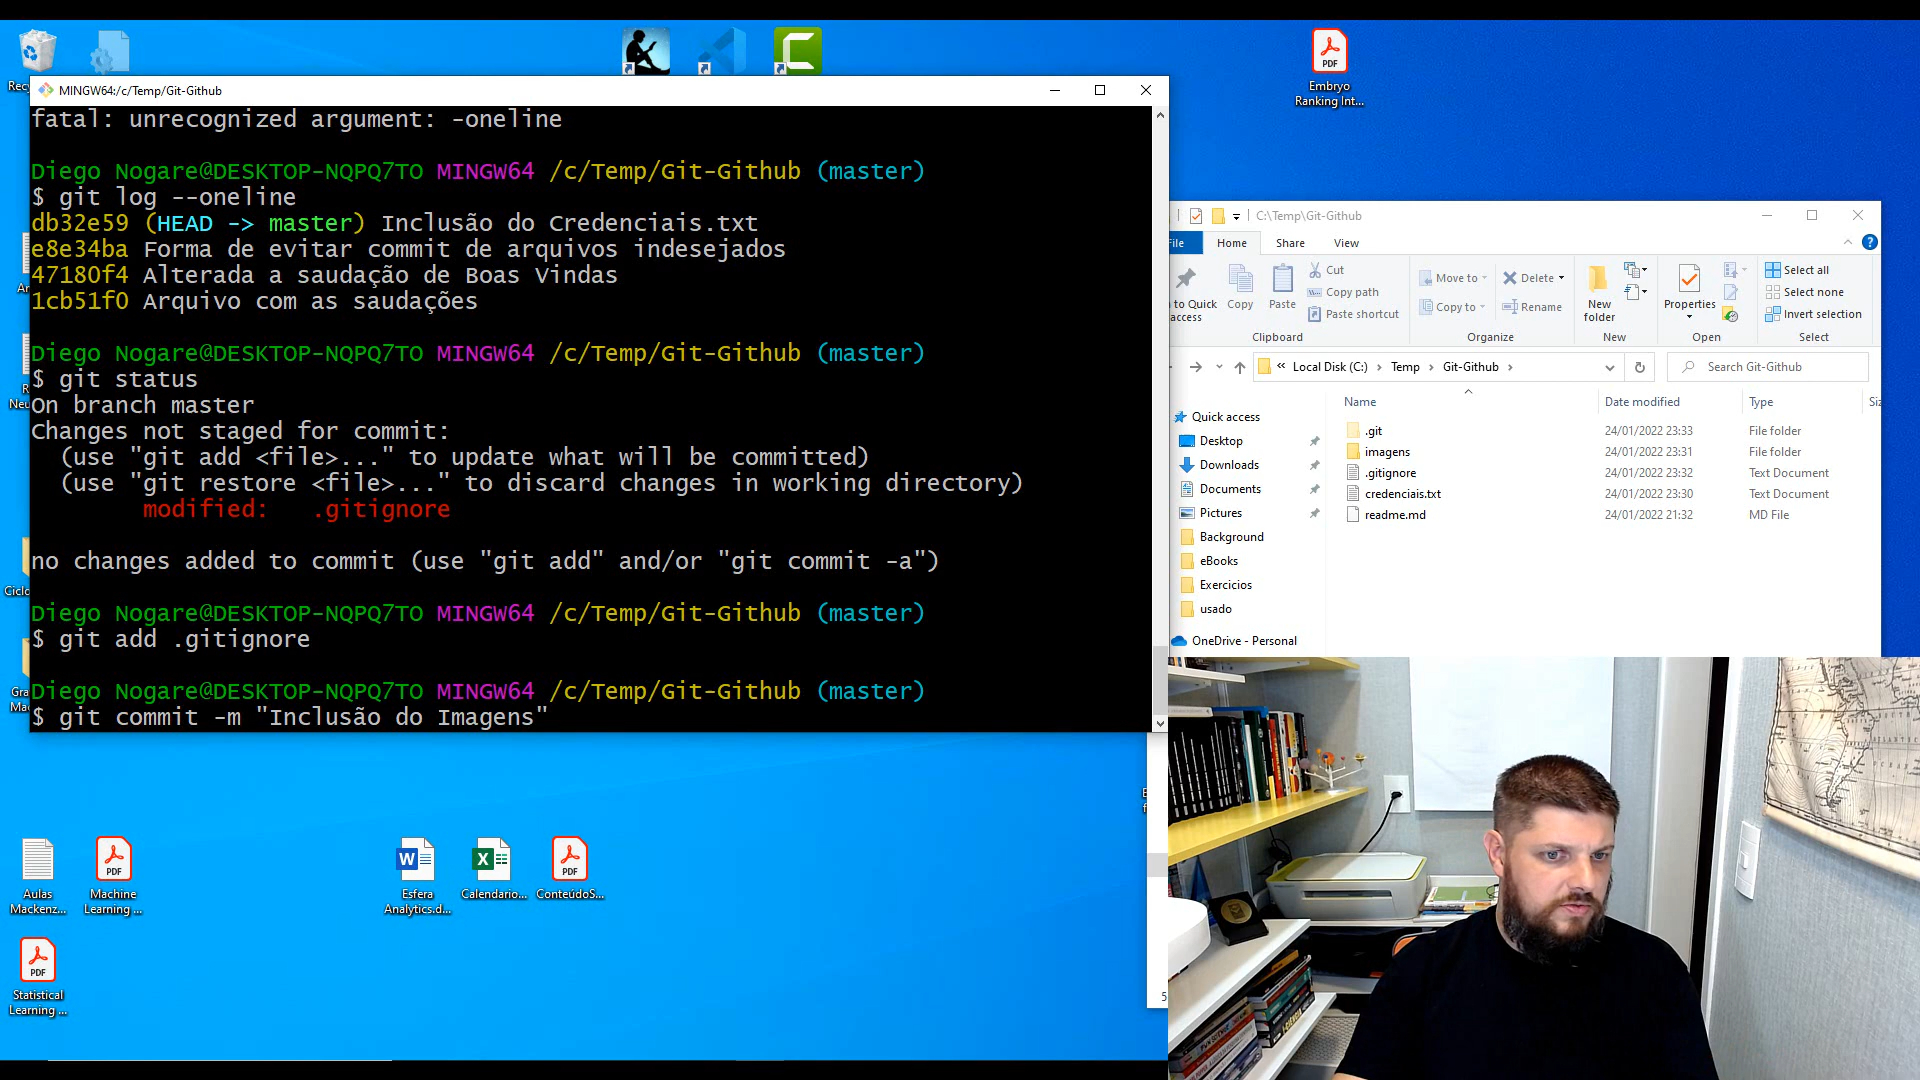 MINGW64:/c/Temp/Git-Github
fatal: unrecognized argument: -oneline
Diego Nogare@DESKTOP-NQPQ7TO MINGW64 /c/Temp/Git-Github (master)
$ git log --oneline
db32e59 (HEAD -> master) Inclusão do Credenciais.txt
e8e34ba Forma de evitar commit de arquivos indesejados
47180f4 Alterada a saudação de Boas Vindas
1cb51f0 Arquivo com as saudações
Diego Nogare@DESKTOP-NQPQ7TO MINGW64 /c/Temp/Git-Github (master)
$ git status
On branch master
Changes not staged for commit:
(use "git add <file>..." to update what will be committed)
(use "git restore <file>..." to discard changes in working directory)
modified: .gitignore
no changes added to commit (use "git add" and/or "git commit -a")
Diego Nogare@DESKTOP-NQPQ7TO MINGW64 /c/Temp/Git-Github (master)
$ git add .gitignore
Diego Nogare@DESKTOP-NQPQ7TO MINGW64 /c/Temp/Git-Github (master)
$ git commit -m "Inclusão do Imagens"
PDF
Embryo
Ranking Int...
C:\Temp\Git-Github
File Home Share View
to Quick
access
Copy
Paste
Cut
Copy path
Paste shortcut
Clipboard
Move to
Copy to
Delete
Rename
Organize
New
folder
New
Properties
Open
Select all
Select none
Invert selection
Select
« Local Disk (C:) › Temp › Git-Github ›
Search Git-Github
Quick access
Desktop
Downloads
Documents
Pictures
Background
eBooks
Exercicios
usado
OneDrive - Personal
Name Date modified Type
.git 24/01/2022 23:33 File folder
imagens 24/01/2022 23:31 File folder
.gitignore 24/01/2022 23:32 Text Document
credenciais.txt 24/01/2022 23:30 Text Document
readme.md 24/01/2022 21:32 MD File
Aulas
Mackenz...
PDF
Machine
Learning ...
Esfera
Analytics.d...
Calendario...
PDF
ConteúdoS...
PDF
Statistical
Learning ...
5